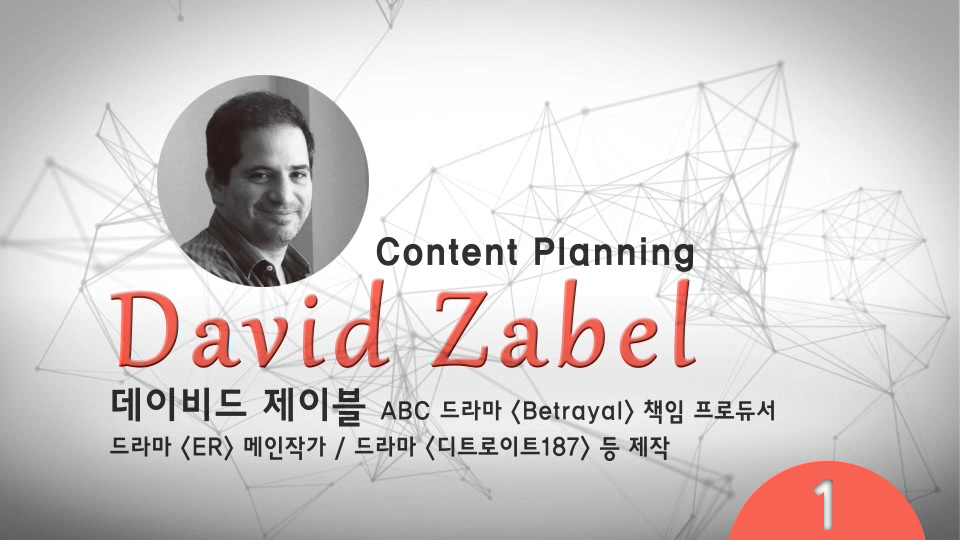 Content Planning
David Zabel
데이비드 제이블 ABC 드라마 〈Betrayal〉 책임 프로듀서
드라마 〈ER〉 메인작가 / 드라마 〈디트로이트187〉 등 제작
1